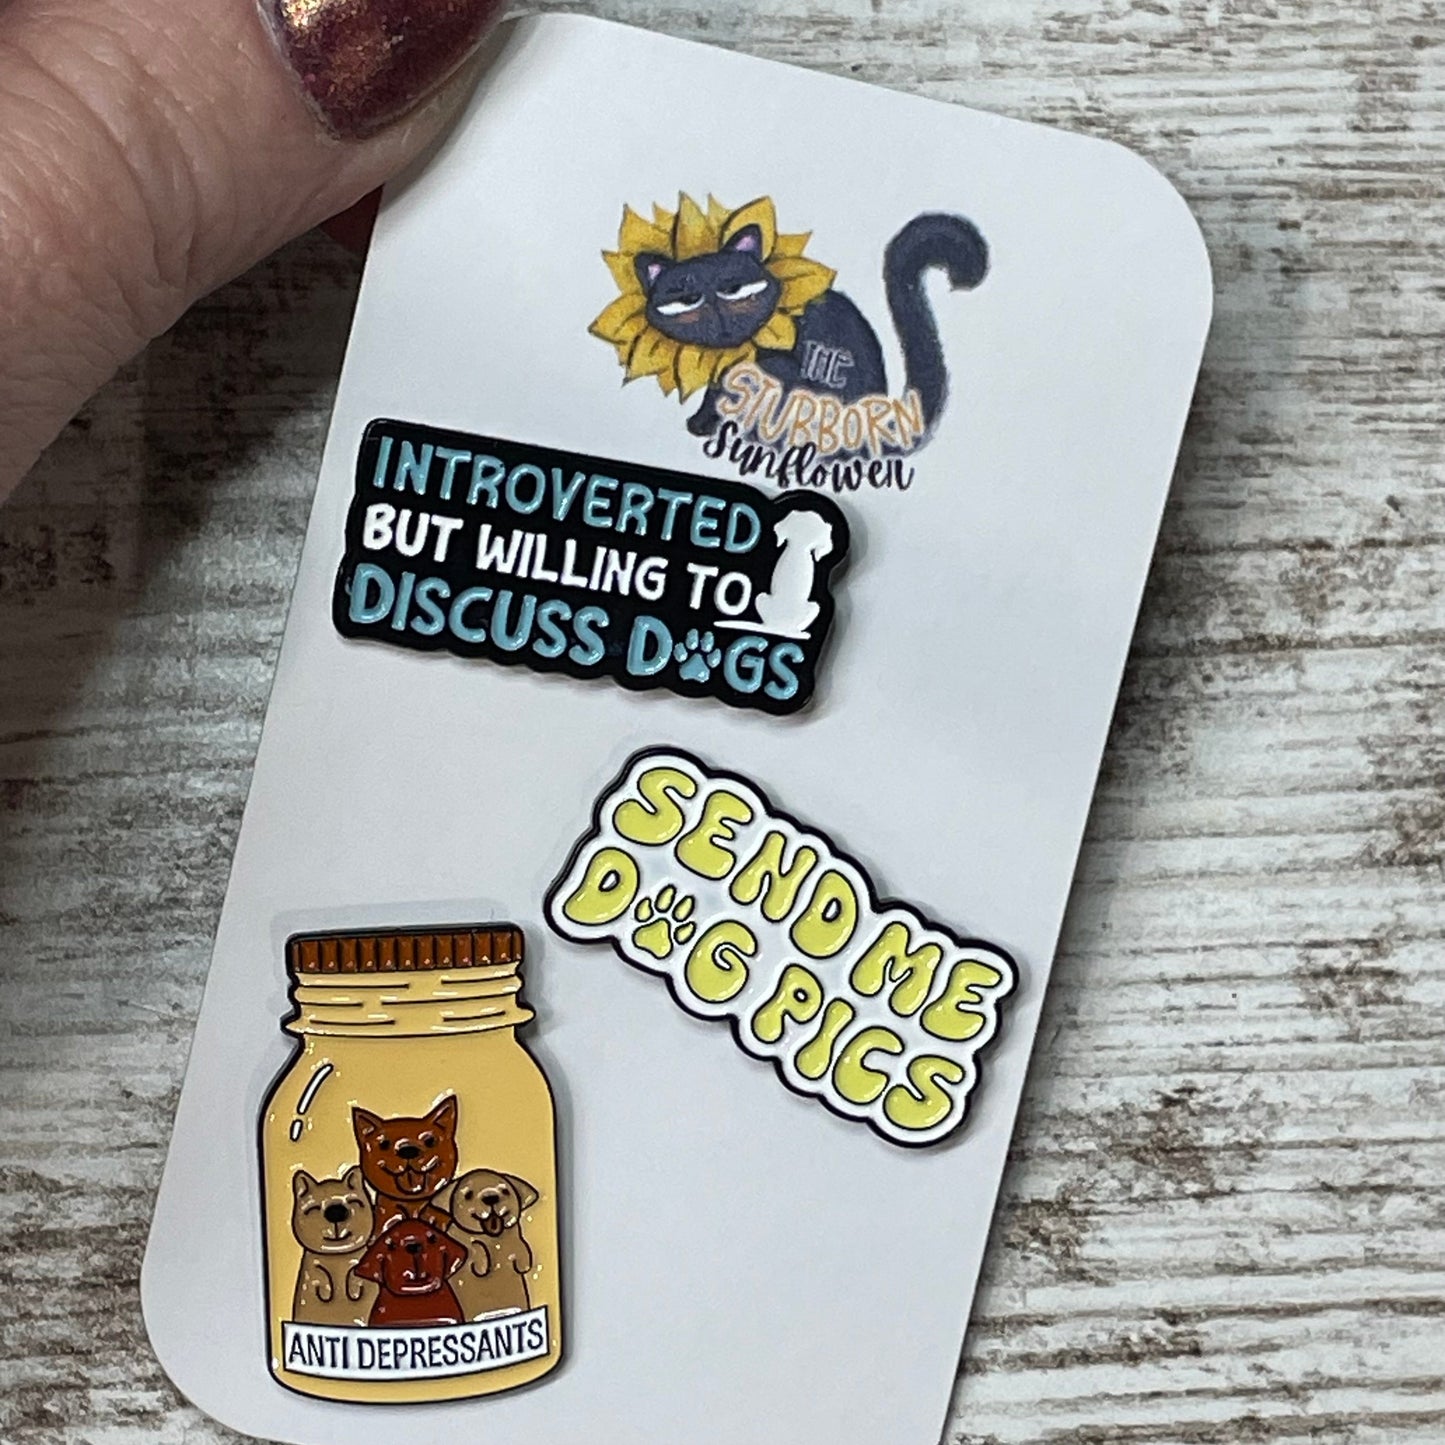 THE
STUBBORN
Sunflower
INTROVERTED
BUT WILLING TO
DISCUSS DOGS
SEND ME
DOG PICS
ANTI DEPRESSANTS